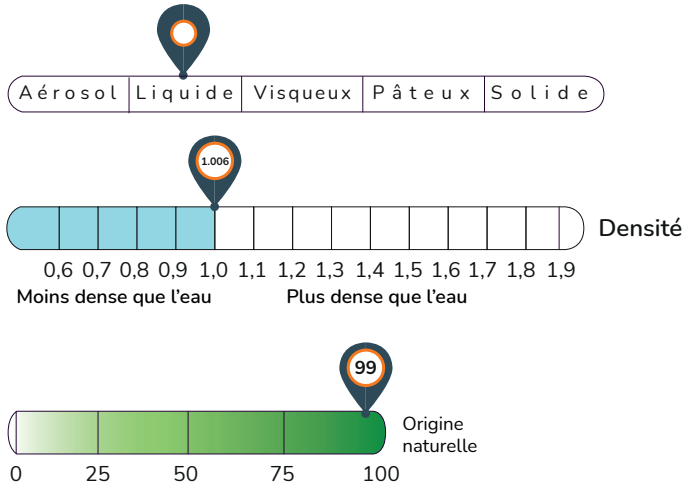 Aérosol Liquide Visqueux Pâteux Solide
1.006
Densité
0,6 0,7 0,8 0,9 1,0 1,1 1,2 1,3 1,4 1,5 1,6 1,7 1,8 1,9
Moins dense que l'eau Plus dense que l'eau
99
Origine
naturelle
0 25 50 75 100